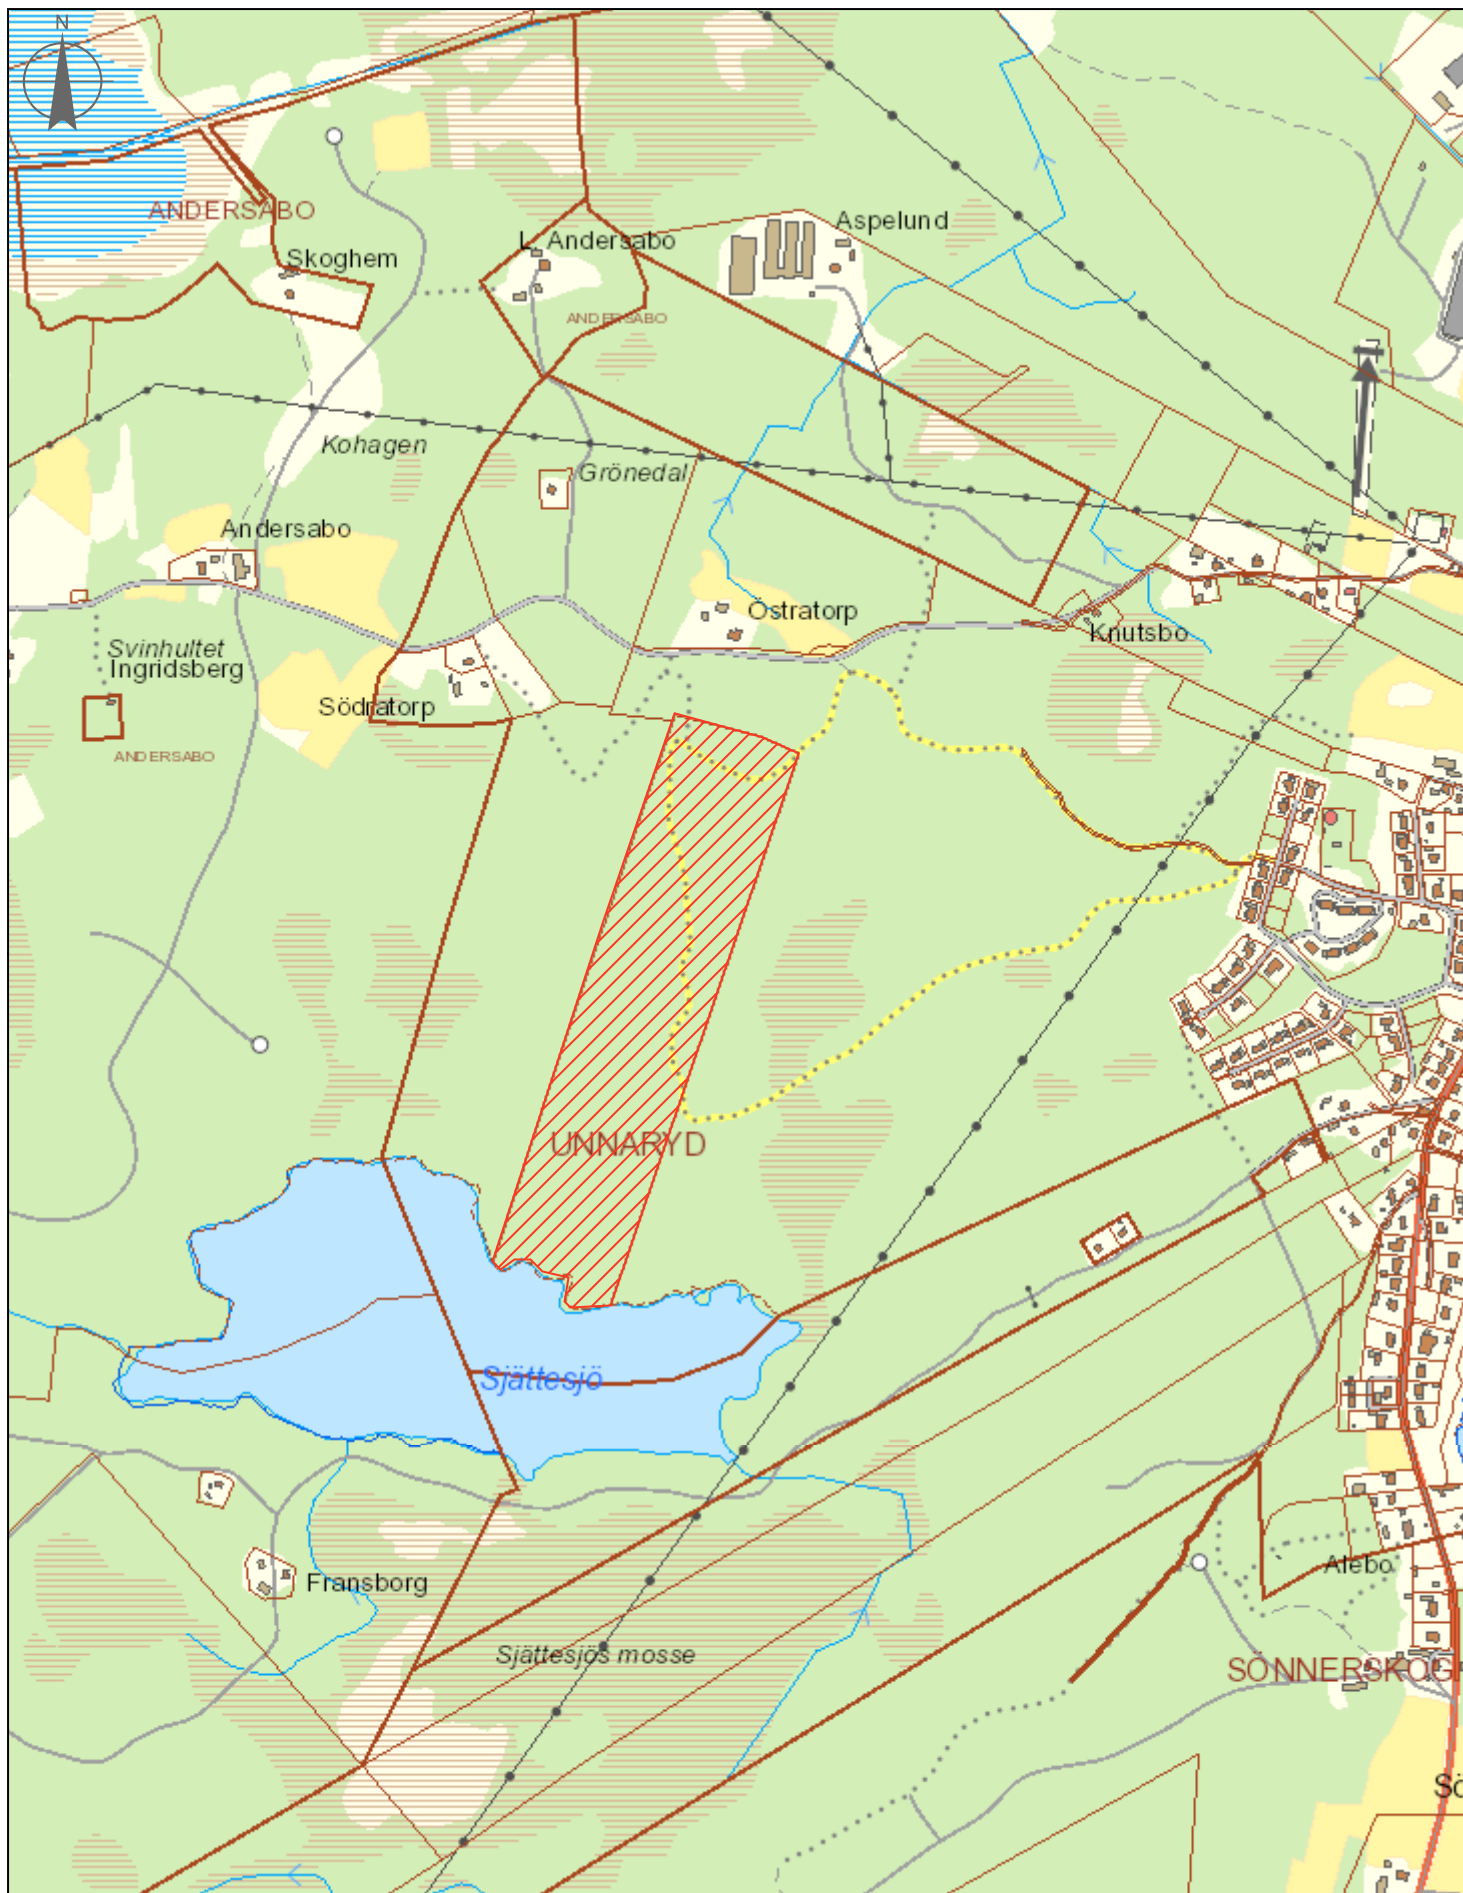 N
ANDERSABO
Aspelund
L. Andersabo
Skoghem
ANDERSABO
Kohagen
Grönedal
Andersabo
Östratorp
Knutsbo
Svinhultet
Ingridsberg
Södratorp
ANDERSABO
UNNARYD
Sjättesjö
Alebo
Fransborg
Sjättesjös mosse
SÖNNERSKOG
Sö